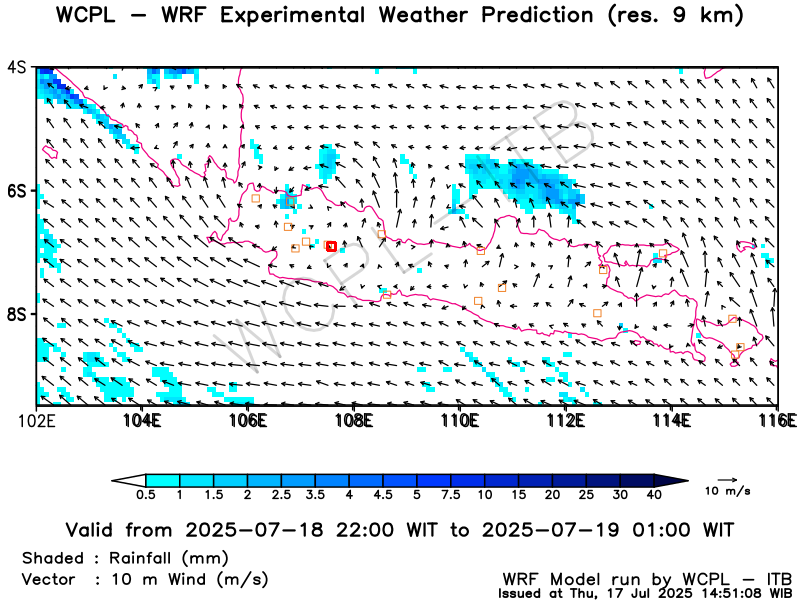 WCPL – WRF Experimental Weather Prediction (res. 9 km)
4S
6S
8S
WCPL-ITB
102E 104E 106E 108E 110E 112E 114E 116E
0.5 1 1.5 2 2.5 3.5 4 4.5 5 7.5 10 15 20 25 30 40
10 m/s
Valid from 2025-07-18 22:00 WIT to 2025-07-19 01:00 WIT
Shaded : Rainfall (mm)
Vector : 10 m Wind (m/s)
WRF Model run by WCPL – ITB
Issued at Thu, 17 Jul 2025 14:51:08 WIB